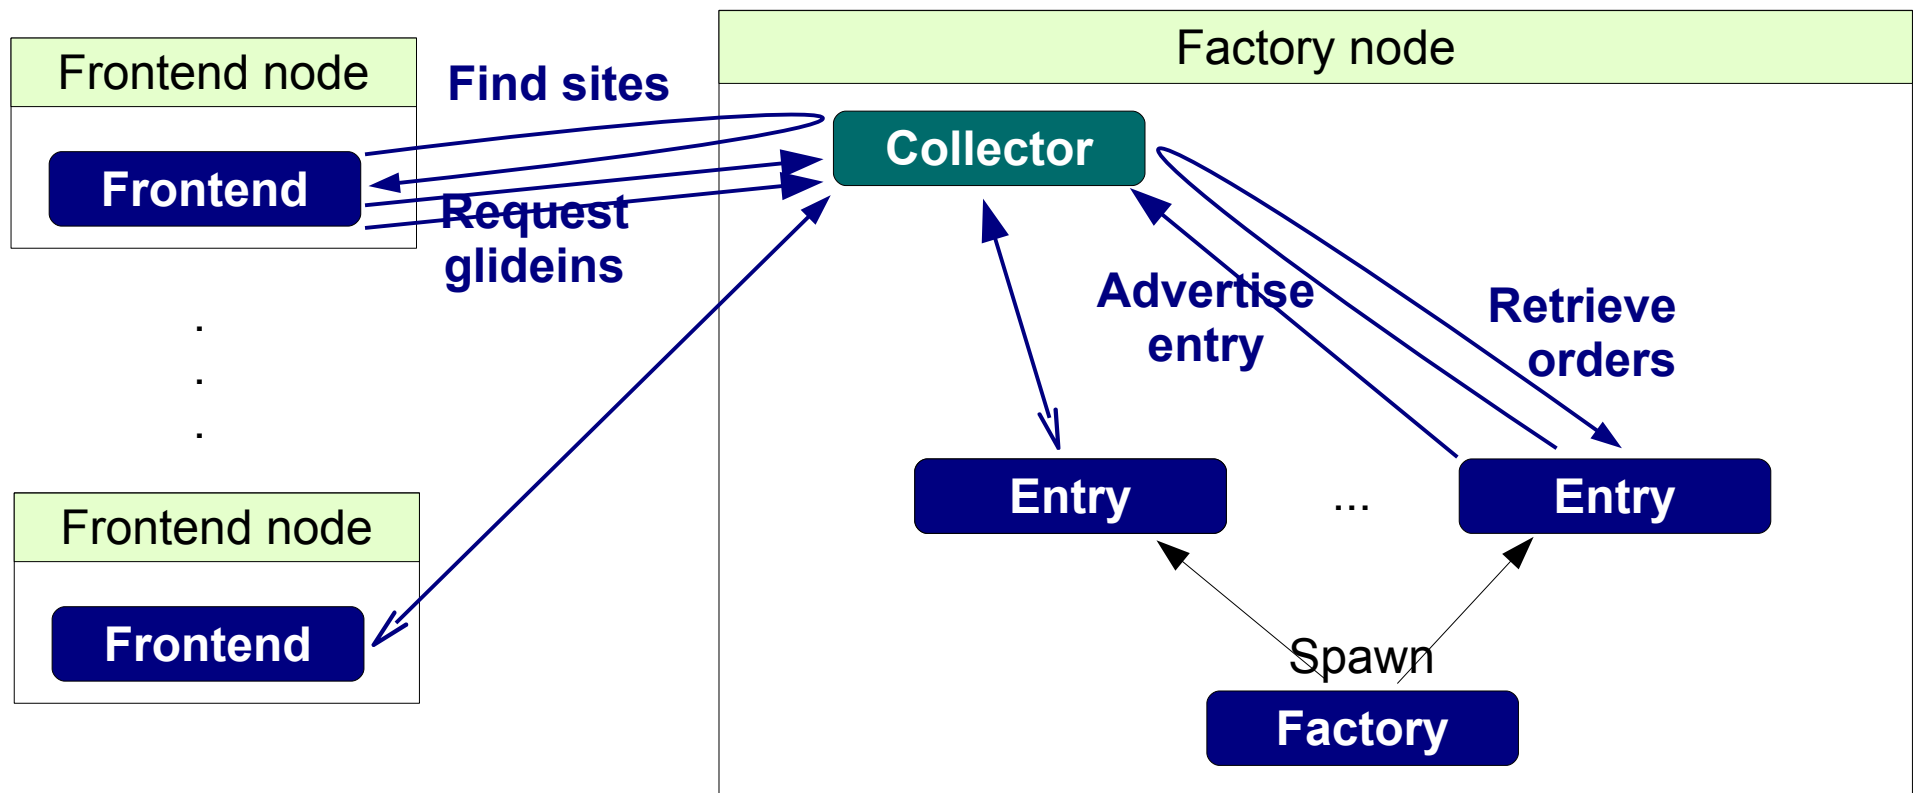 Factory node
Frontend node
Find sites
Collector
Frontend
Request
glideins
Advertise
entry
Retrieve
orders
.
.
.
Entry
...
Entry
Frontend node
Frontend
Spawn
Factory